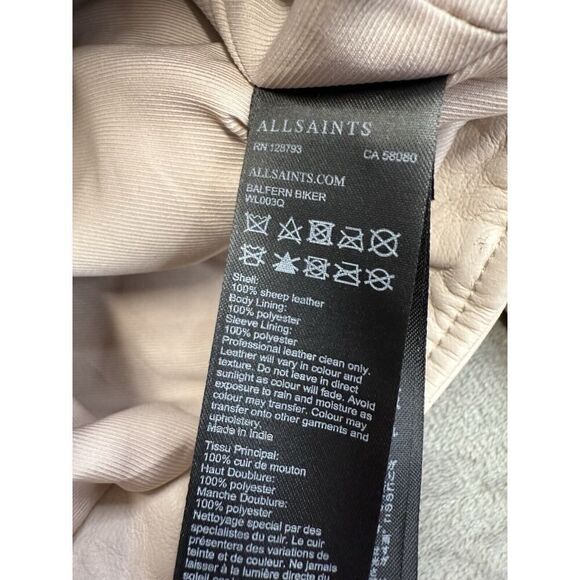 ALLSAINTS
RN 128793 CA 58080
ALLSAINTS.COM
BALFERN BIKER
WL003Q
Shell:
100% sheep leather
Body Lining:
100% polyester
Sleeve Lining:
100% polyester
Professional leather clean only.
Leather will vary in colour and
texture. Do not leave in direct
sunlight as colour will fade. Avoid
exposure to rain and moisture as
colour may transfer. Colour may
transfer onto other garments and
upholstery.
Made in India
Tissu Principal:
100% cuir de mouton
Haut Doublure:
100% polyester
Manche Doublure:
100% polyester
Nettoyage special par des
specialistes du cuir. Le cuir
présentera des variations de
teinte et de couleur. Ne jamais
laisser à la lumière directe du
soleil